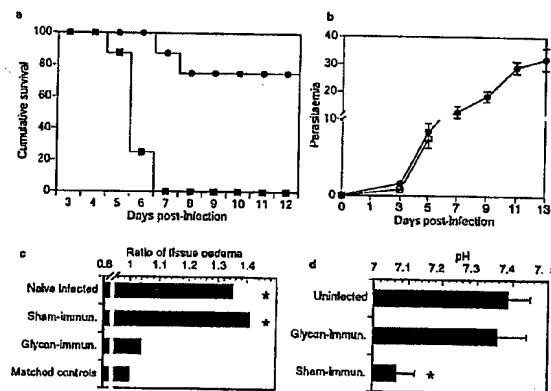 a
b
Cumulative survival
100
80
60
40
20
0
3 4 5 6 7 8 9 10 11 12
Days post-infection
Parasitaemia
40
30
20
10
0
0 3 5 7 9 11 13
Days post-infection
c
Ratio of tissue oedema
0.8 1 1.1 1.2 1.3 1.4
Naive infected
*
Sham-immun.
*
Glycan-immun.
Matched controls
d
pH
7 7.1 7.2 7.3 7.4
Uninfected
Glycan-immun.
Sham-immun.
*